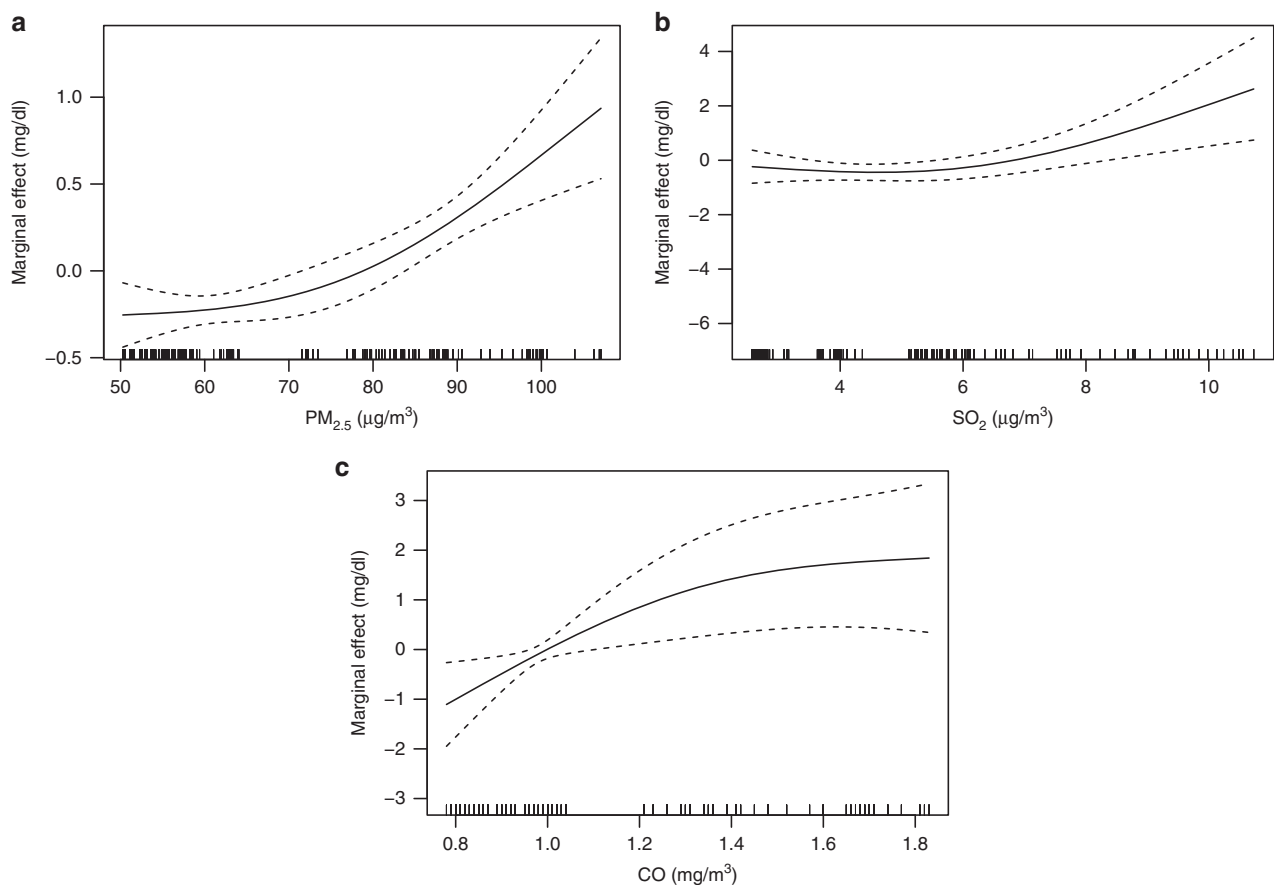 a
Marginal effect (mg/dl)
1.0
0.5
0.0
−0.5
50 60 70 80 90 100
PM2.5 (μg/m³)
b
Marginal effect (mg/dl)
4
2
0
−2
−4
−6
4 6 8 10
SO2 (μg/m³)
c
Marginal effect (mg/dl)
3
2
1
0
−1
−2
−3
0.8 1.0 1.2 1.4 1.6 1.8
CO (mg/m³)